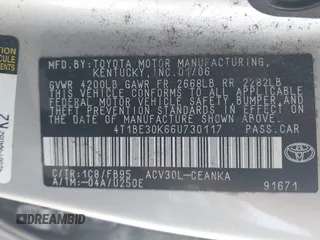 MFD. BY: TOYOTA MOTOR MANUFACTURING,
KENTUCKY, INC. 01/06
GVWR 4200LB GAWR FR 2668LB RR 2282LB
THIS VEHICLE CONFORMS TO ALL APPLICABLE
FEDERAL MOTOR VEHICLE SAFETY, BUMPER, AND
THEFT PREVENTION STANDARDS IN EFFECT ON
THE DATE OF MANUFACTURE SHOWN ABOVE.
4T1BE30K66U730117 PASS.CAR
C/TR: 1C8/FB95 ACV30L-CEANKA
A/TM: -04A/U250E
TOYOTA
91671